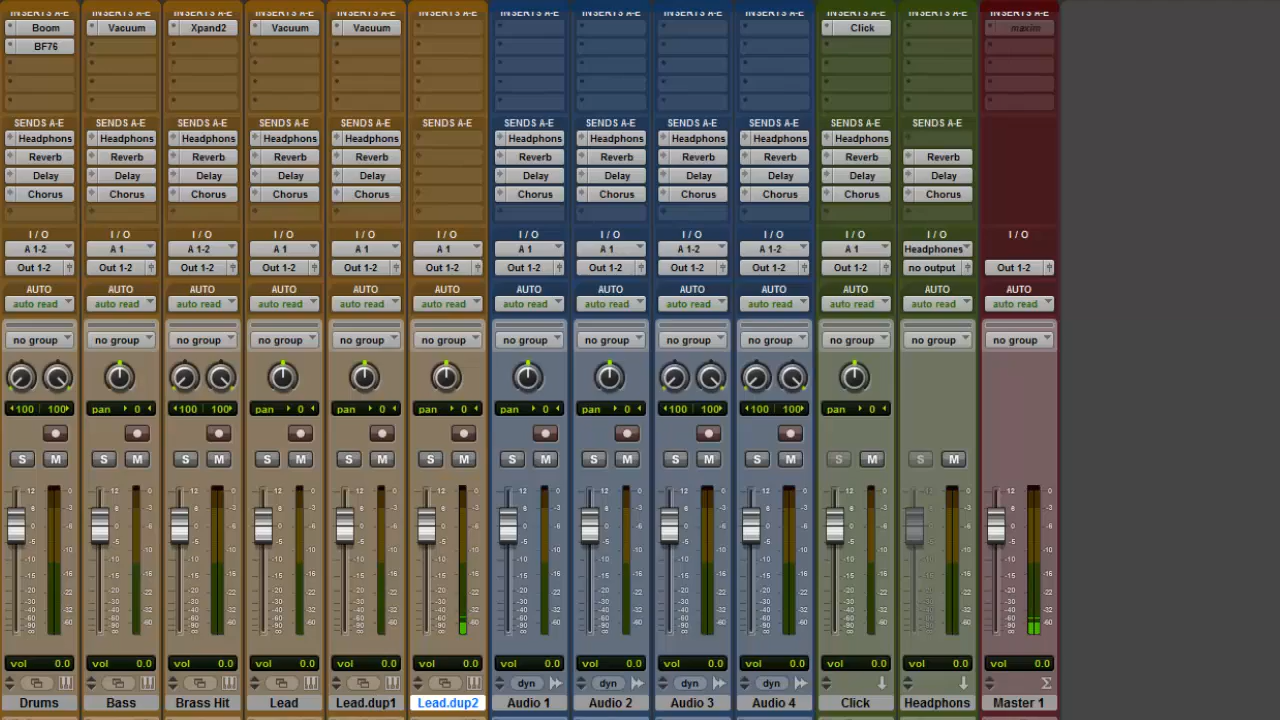 INSERTS A-E INSERTS A-E INSERTS A-E INSERTS A-E INSERTS A-E INSERTS A-E INSERTS A-E INSERTS A-E INSERTS A-E INSERTS A-E INSERTS A-E INSERTS A-E INSERTS A-E
Boom Vacuum Xpand2 Vacuum Vacuum Click maxim
BF76
SENDS A-E SENDS A-E SENDS A-E SENDS A-E SENDS A-E SENDS A-E SENDS A-E SENDS A-E SENDS A-E SENDS A-E SENDS A-E SENDS A-E
Headphons Headphons Headphons Headphons Headphons Headphons Headphons Headphons Headphons Headphons
Reverb Reverb Reverb Reverb Reverb Reverb Reverb Reverb Reverb Reverb Reverb
Delay Delay Delay Delay Delay Delay Delay Delay Delay Delay Delay
Chorus Chorus Chorus Chorus Chorus Chorus Chorus Chorus Chorus Chorus Chorus
I / O I / O I / O I / O I / O I / O I / O I / O I / O I / O I / O I / O I / O
A 1-2 A 1 A 1-2 A 1 A 1 A 1 A 1 A 1 A 1-2 A 1-2 A 1 Headphones
Out 1-2 Out 1-2 Out 1-2 Out 1-2 Out 1-2 Out 1-2 Out 1-2 Out 1-2 Out 1-2 Out 1-2 Out 1-2 no output Out 1-2
AUTO AUTO AUTO AUTO AUTO AUTO AUTO AUTO AUTO AUTO AUTO AUTO AUTO
auto read auto read auto read auto read auto read auto read auto read auto read auto read auto read auto read auto read auto read
no group no group no group no group no group no group no group no group no group no group no group no group no group
100 100 pan 0 100 100 pan 0 pan 0 pan 0 pan 0 pan 0 100 100 100 100 pan 0
S M S M S M S M S M S M S M S M S M S M S M S M
vol 0.0 vol 0.0 vol 0.0 vol 0.0 vol 0.0 vol 0.0 vol 0.0 vol 0.0 vol 0.0 vol 0.0 vol 0.0 vol 0.0 vol 0.0
dyn dyn dyn dyn Σ
Drums Bass Brass Hit Lead Lead.dup1 Lead.dup2 Audio 1 Audio 2 Audio 3 Audio 4 Click Headphons Master 1